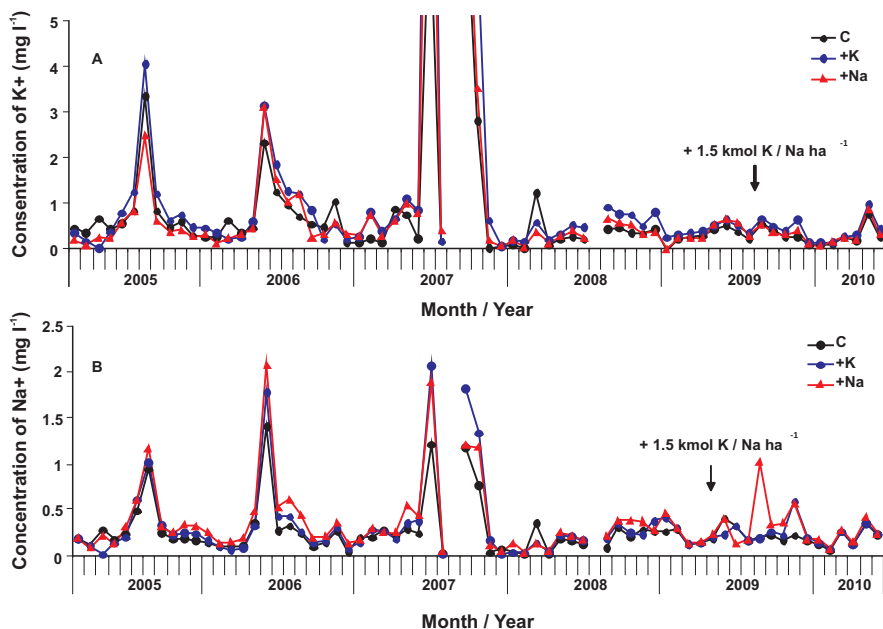 5
4
3
2
1
0
Consentration of K+ (mg l-1)
A
C
+K
+Na
+ 1.5 kmol K / Na ha -1
2005 2006 2007 2008 2009 2010
Month / Year
2.5
2
1.5
1
0.5
0
Concentration of Na+ (mg l-1)
B
C
+K
+Na
+ 1.5 kmol K / Na ha -1
2005 2006 2007 2008 2009 2010
Month / Year